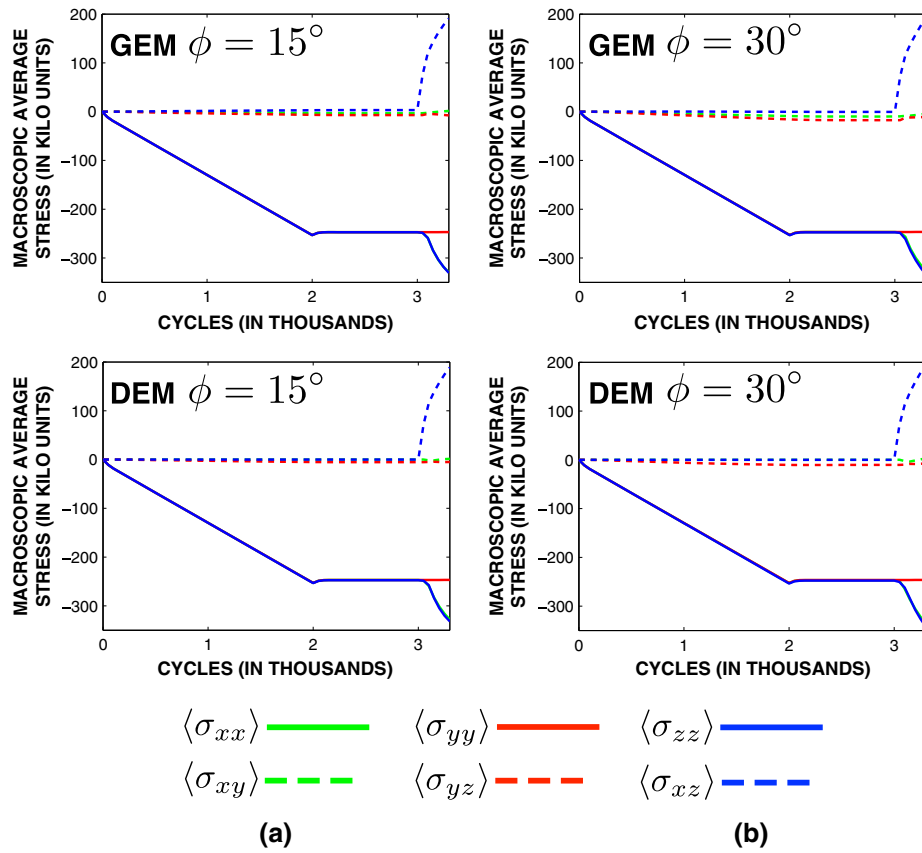 GEM ϕ = 15°
MACROSCOPIC AVERAGE
STRESS (IN KILO UNITS)
200
100
0
−100
−200
−300
0 1 2 3
CYCLES (IN THOUSANDS)
GEM ϕ = 30°
MACROSCOPIC AVERAGE
STRESS (IN KILO UNITS)
200
100
0
−100
−200
−300
0 1 2 3
CYCLES (IN THOUSANDS)
DEM ϕ = 15°
MACROSCOPIC AVERAGE
STRESS (IN KILO UNITS)
200
100
0
−100
−200
−300
0 1 2 3
CYCLES (IN THOUSANDS)
DEM ϕ = 30°
MACROSCOPIC AVERAGE
STRESS (IN KILO UNITS)
200
100
0
−100
−200
−300
0 1 2 3
CYCLES (IN THOUSANDS)
⟨σxx⟩ ⟨σyy⟩ ⟨σzz⟩
⟨σxy⟩ ⟨σyz⟩ ⟨σxz⟩
(a) (b)